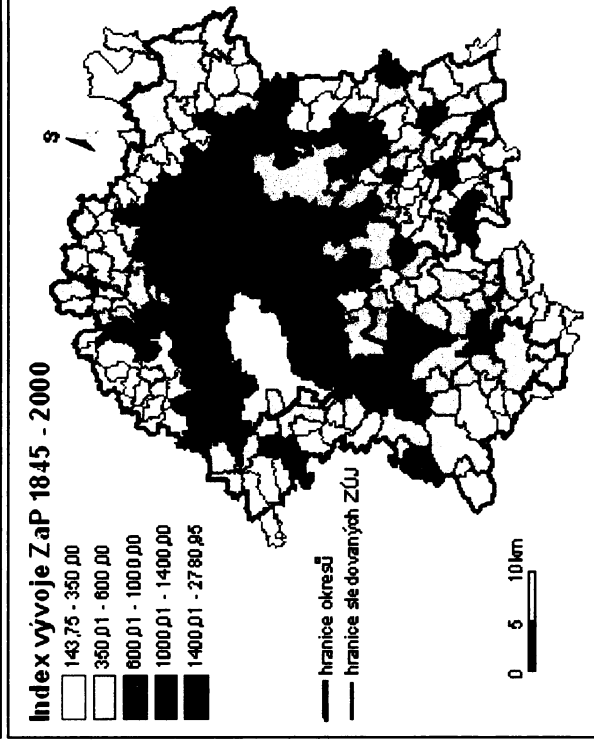 Index vývoje ZaP 1845 - 2000
143,75 - 350,00
350,01 - 600,00
600,01 - 1000,00
1000,01 - 1400,00
1400,01 - 2780,95
S
hranice okresů
hranice sledovaných ZÚJ
0 5 10km